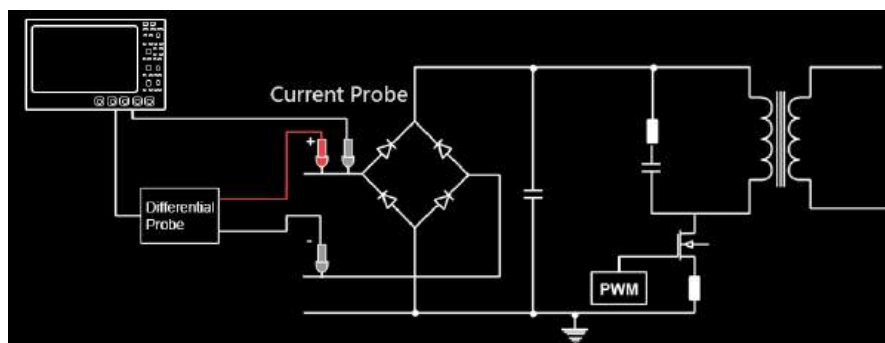 Current Probe
+
Differential
Probe
-
PWM